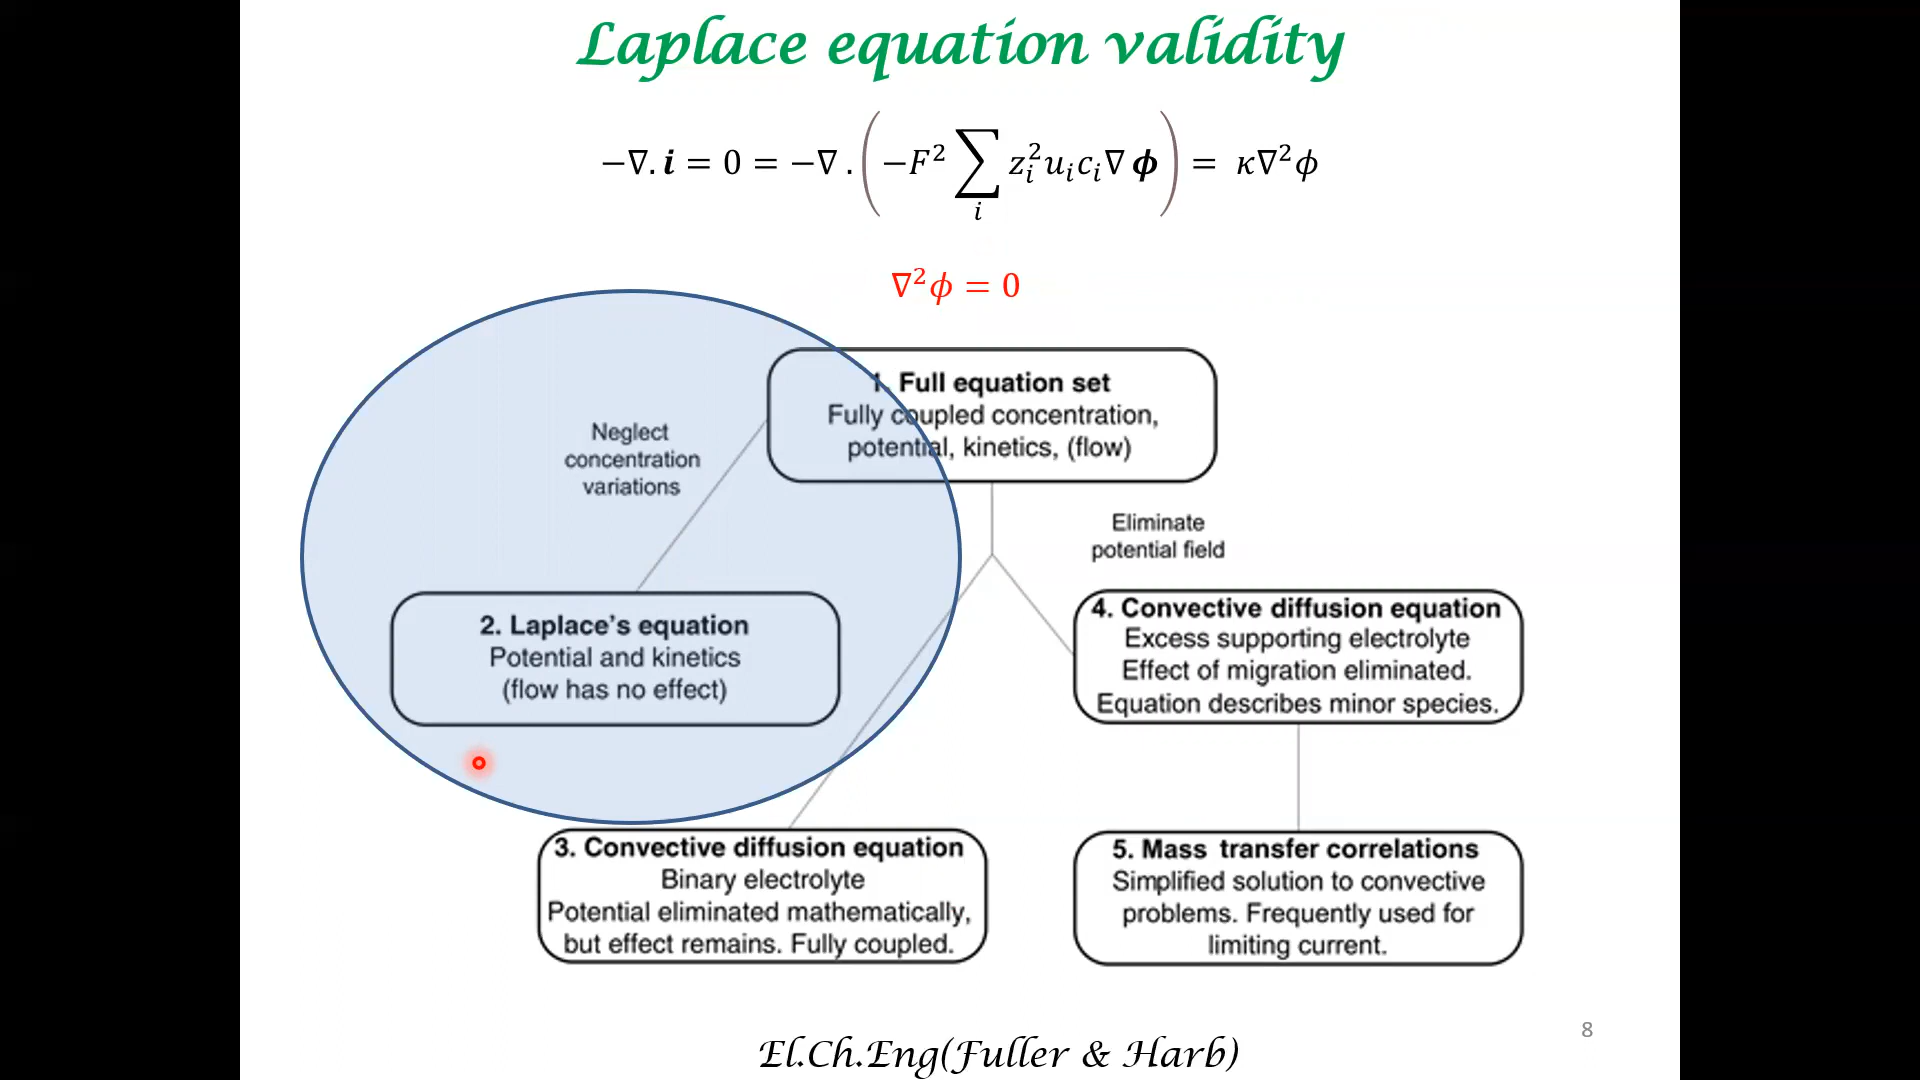 Laplace equation validity
−∇. 𝒊 = 0 = −∇ . (−F² ∑ᵢ zᵢ² uᵢ cᵢ ∇ 𝝓) = κ∇²ϕ
∇²ϕ = 0
1. Full equation set
Fully coupled concentration,
potential, kinetics, (flow)
Neglect
concentration
variations
Eliminate
potential field
2. Laplace’s equation
Potential and kinetics
(flow has no effect)
4. Convective diffusion equation
Excess supporting electrolyte
Effect of migration eliminated.
Equation describes minor species.
3. Convective diffusion equation
Binary electrolyte
Potential eliminated mathematically,
but effect remains. Fully coupled.
5. Mass transfer correlations
Simplified solution to convective
problems. Frequently used for
limiting current.
8
El.Ch.Eng(Fuller & Harb)